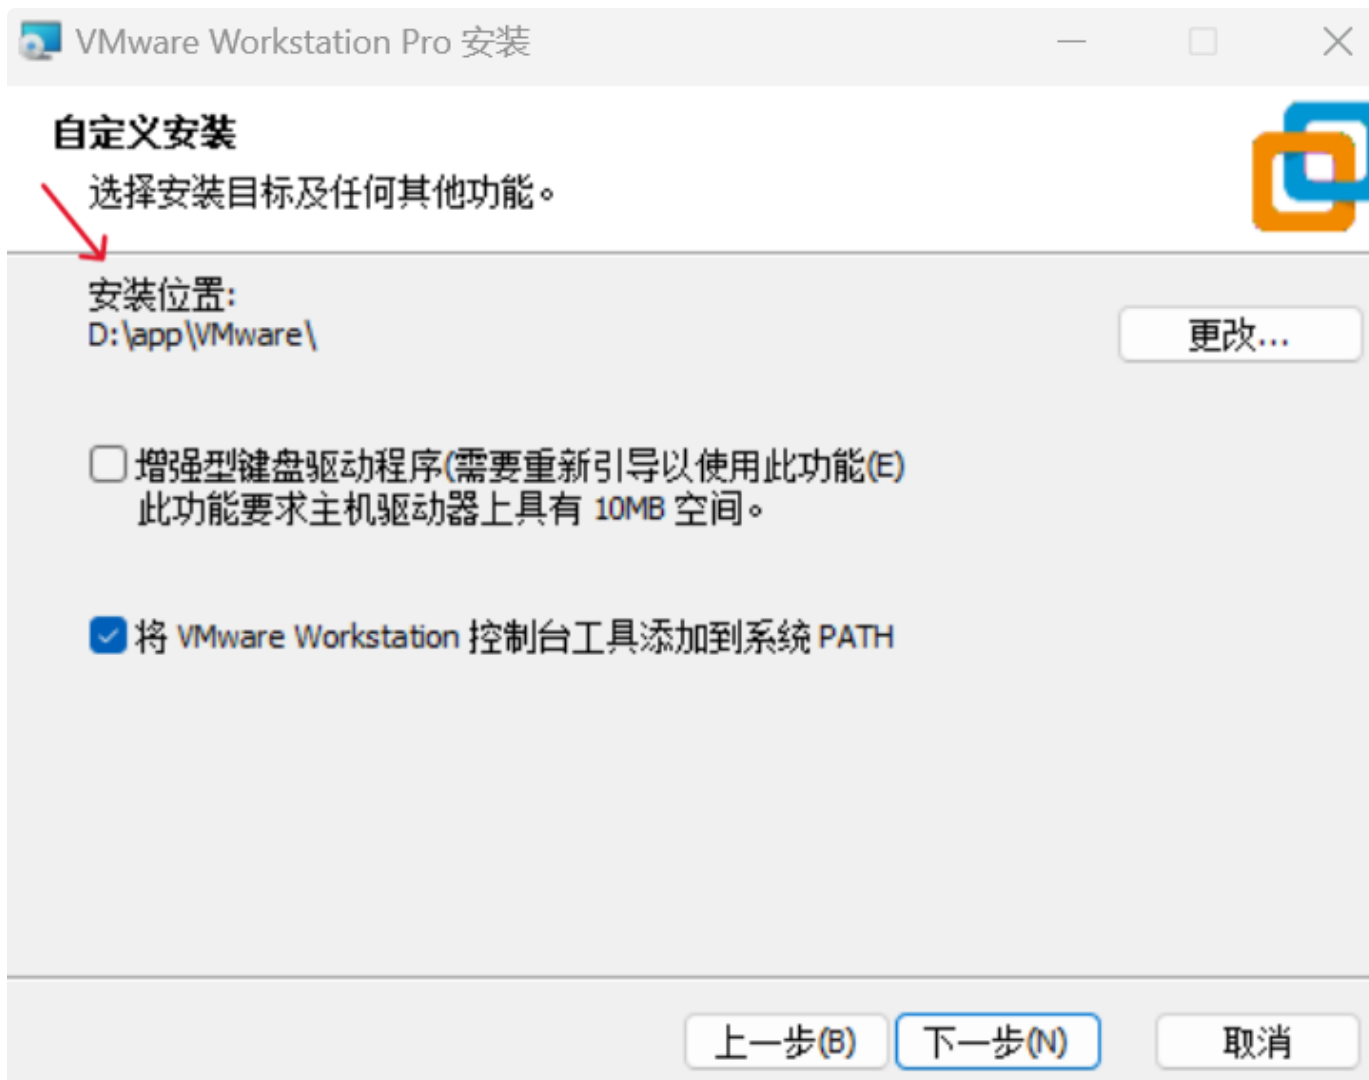 VMware Workstation Pro 安装
自定义安装
选择安装目标及任何其他功能。
安装位置:
D:\app\VMware\
更改...
增强型键盘驱动程序(需要重新引导以使用此功能(E)
此功能要求主机驱动器上具有 10MB 空间。
将 VMware Workstation 控制台工具添加到系统 PATH
上一步(B)
下一步(N)
取消